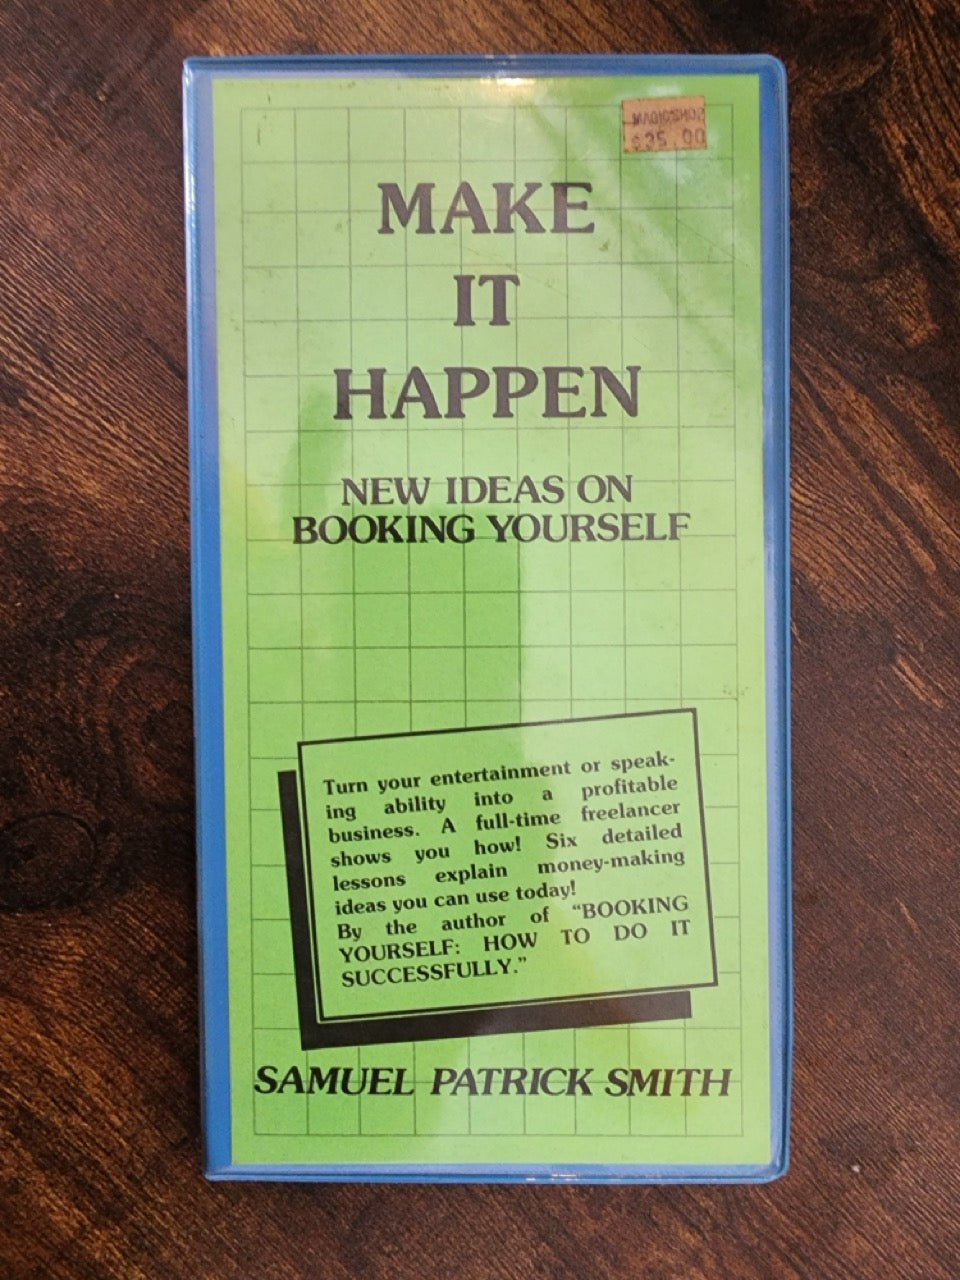 MAGICSHOP
$35.00
MAKE
IT
HAPPEN
NEW IDEAS ON
BOOKING YOURSELF
Turn your entertainment or speak-
ing ability into a profitable
business. A full-time freelancer
shows you how! Six detailed
lessons explain money-making
ideas you can use today!
By the author of “BOOKING
YOURSELF: HOW TO DO IT
SUCCESSFULLY.”
SAMUEL PATRICK SMITH